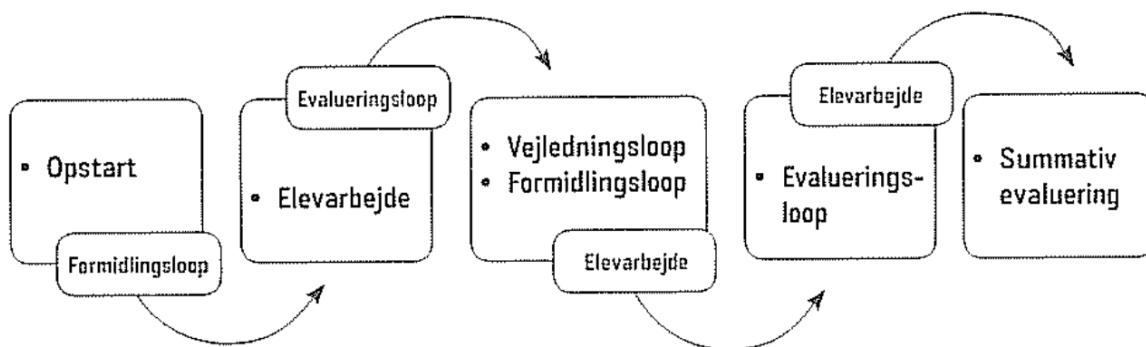 • Opstart
Formidlingsloop
Evalueringsloop
• Elevarbejde
• Vejledningsloop
• Formidlingsloop
Elevarbejde
Elevarbejde
• Evaluerings-
loop
• Summativ
evaluering